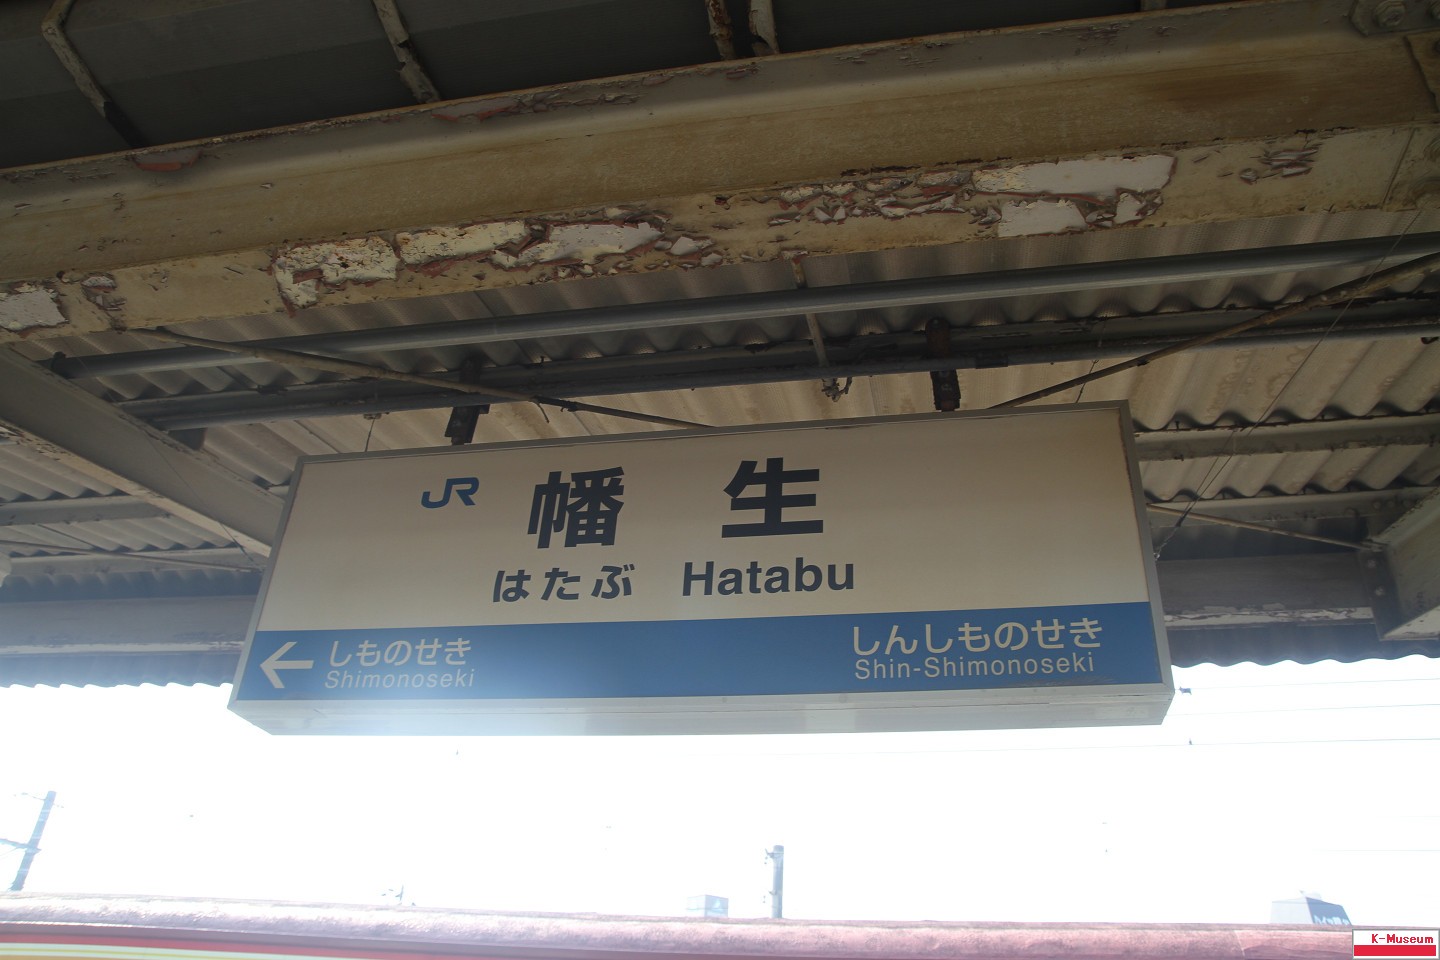 JR 幡生
はたぶ Hatabu
← しものせき
Shimonoseki
しんしものせき
Shin-Shimonoseki
K-Museum